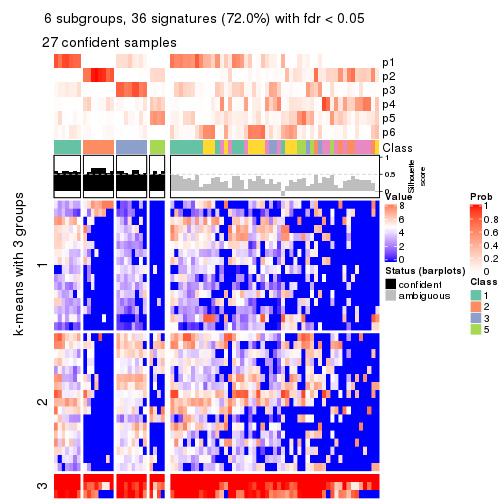 6 subgroups, 36 signatures (72.0%) with fdr < 0.05
27 confident samples
p1
p2
p3
p4
p5
p6
Class
1
0.5
0
Silhouette
score
k-means with 3 groups
1
2
3
Value
8
6
4
2
0
Status (barplots)
confident
ambiguous
Prob
1
0.8
0.6
0.4
0.2
0
Class
1
2
3
5